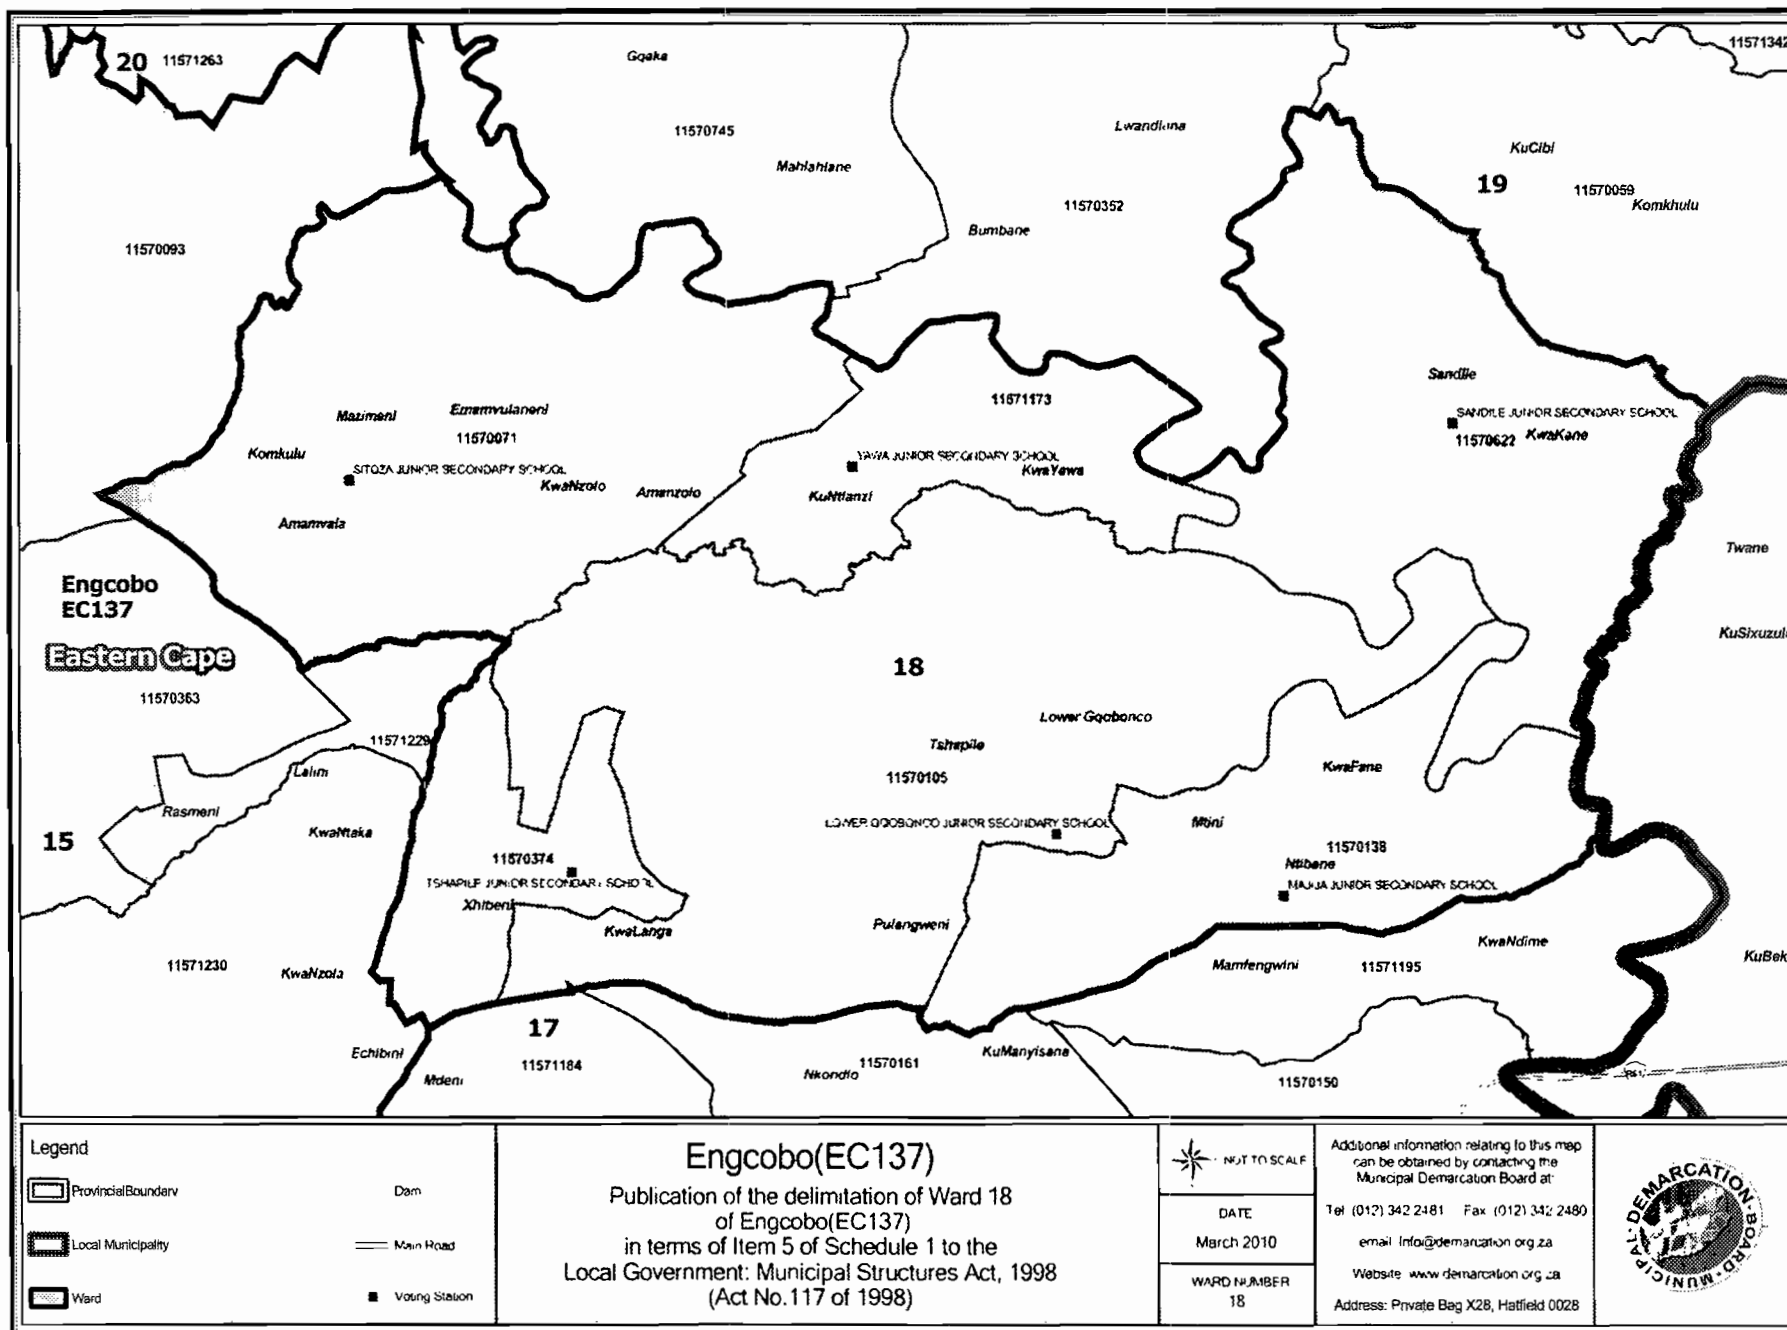 20
11571263
Gqaka
11571342
11570745
Lwandlana
Mahlahlane
KuCibi
19
11570059
Komkhulu
11570352
Bumbane
11570093
Sandile
SANDILE JUNIOR SECONDARY SCHOOL
11570622
KwaKane
11571173
Mazimeni
Emamvulaneni
11570071
Komkulu
SITOZA JUNIOR SECONDARY SCHOOL
KwaNzolo
Amanzolo
Amamvala
YAWA JUNIOR SECONDARY SCHOOL
KwaYawa
KuNtlanzi
Twane
Engcobo
EC137
Eastern Cape
11570363
KuSixuzulu
18
Lower Gqobonco
Tshapile
11570105
11571229
Lalini
Rasmeni
15
KwaNtaka
KwaFane
LOWER GQOBONCO JUNIOR SECONDARY SCHOOL
Mtini
11570138
Ntibane
MAJIJA JUNIOR SECONDARY SCHOOL
11570374
TSHAPILE JUNIOR SECONDARY SCHOOL
Xhibeni
KwaLanga
Pulangweni
KwaNdime
Mamfengwini
11571195
KuBek
11571230
KwaNzola
17
11571184
Echibini
Mdeni
Nkondlo
11570161
KuManyisana
11570150
R61
Legend
Provincial Boundary
Local Municipality
Ward
Dam
Main Road
Voting Station
Engcobo(EC137)
Publication of the delimitation of Ward 18
of Engcobo(EC137)
in terms of Item 5 of Schedule 1 to the
Local Government: Municipal Structures Act, 1998
(Act No.117 of 1998)
NOT TO SCALE
DATE
March 2010
WARD NUMBER
18
Additional information relating to this map
can be obtained by contacting the
Municipal Demarcation Board at
Tel (012) 342 2481 Fax (012) 342 2480
email info@demarcation.org.za
Website www.demarcation.org.za
Address: Private Bag X28, Hatfield 0028
MUNICIPAL DEMARCATION BOARD